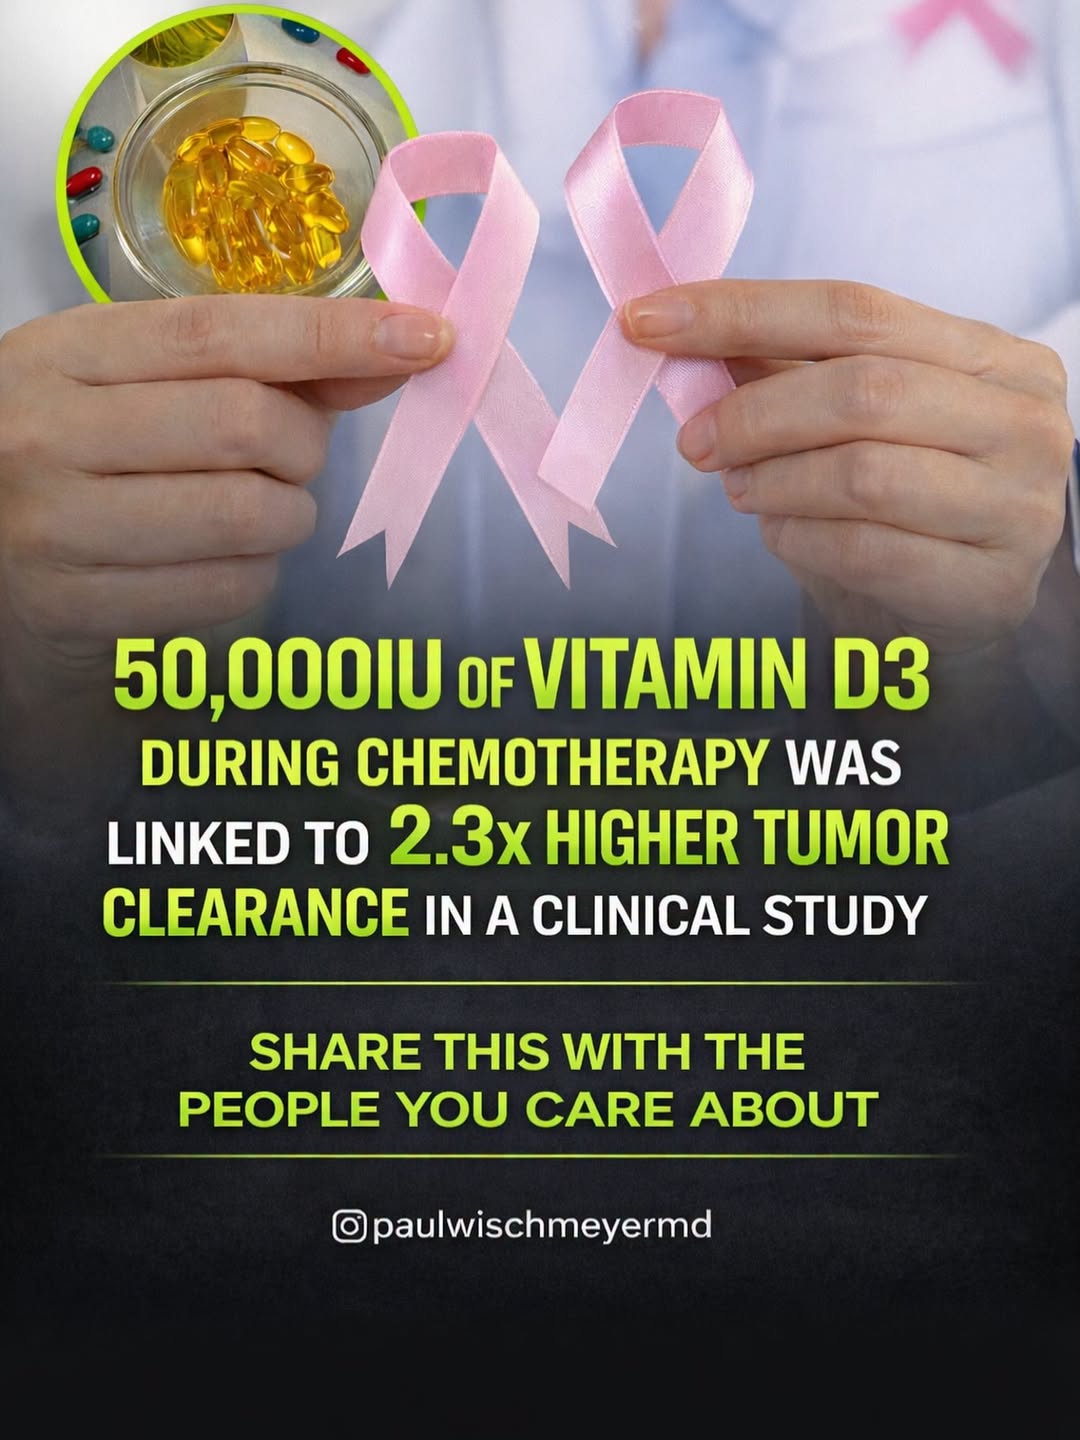 50,000IU OF VITAMIN D3
DURING CHEMOTHERAPY WAS
LINKED TO 2.3x HIGHER TUMOR
CLEARANCE IN A CLINICAL STUDY
SHARE THIS WITH THE
PEOPLE YOU CARE ABOUT
paulwischmeyermd